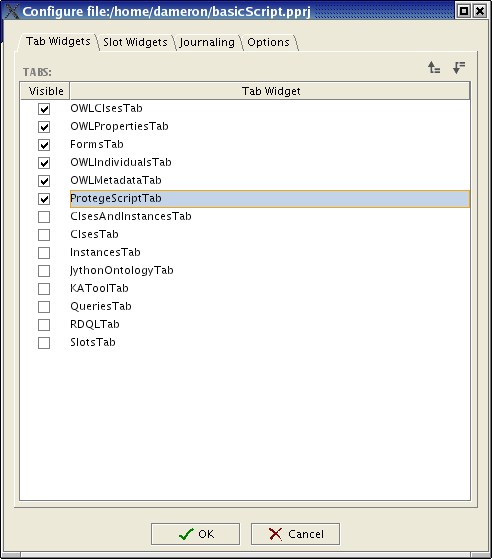 Configure file:/home/dameron/basicScript.pprj
Tab Widgets Slot Widgets Journaling Options
TABS:
Visible Tab Widget
OWLClsesTab
OWLPropertiesTab
FormsTab
OWLIndividualsTab
OWLMetadataTab
ProtegeScriptTab
ClsesAndInstancesTab
ClsesTab
InstancesTab
JythonOntologyTab
KAToolTab
QueriesTab
RDQLTab
SlotsTab
OK Cancel